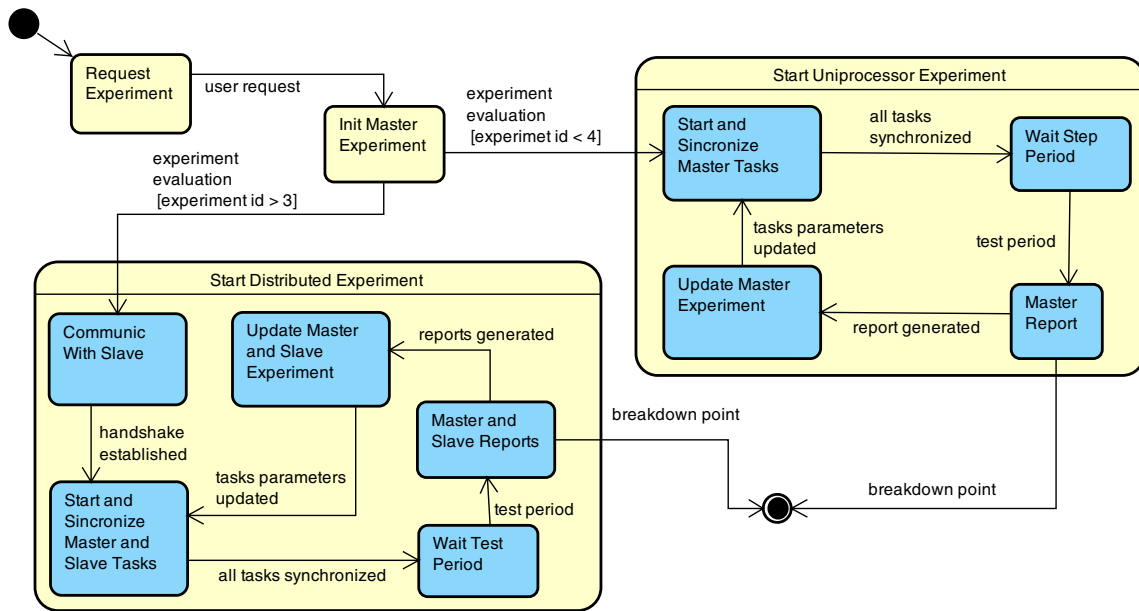 Request
Experiment
user request
Init Master
Experiment
experiment
evaluation
[experimet id < 4]
experiment
evaluation
[experiment id > 3]
Start Uniprocessor Experiment
Start and
Sincronize
Master Tasks
all tasks
synchronized
Wait Step
Period
tasks parameters
updated
test period
Update Master
Experiment
report generated
Master
Report
Start Distributed Experiment
Communic
With Slave
Update Master
and Slave
Experiment
reports generated
handshake
established
Master and
Slave Reports
breakdown point
tasks parameters
updated
Start and
Sincronize
Master and
Slave Tasks
test period
all tasks synchronized
Wait Test
Period
breakdown point